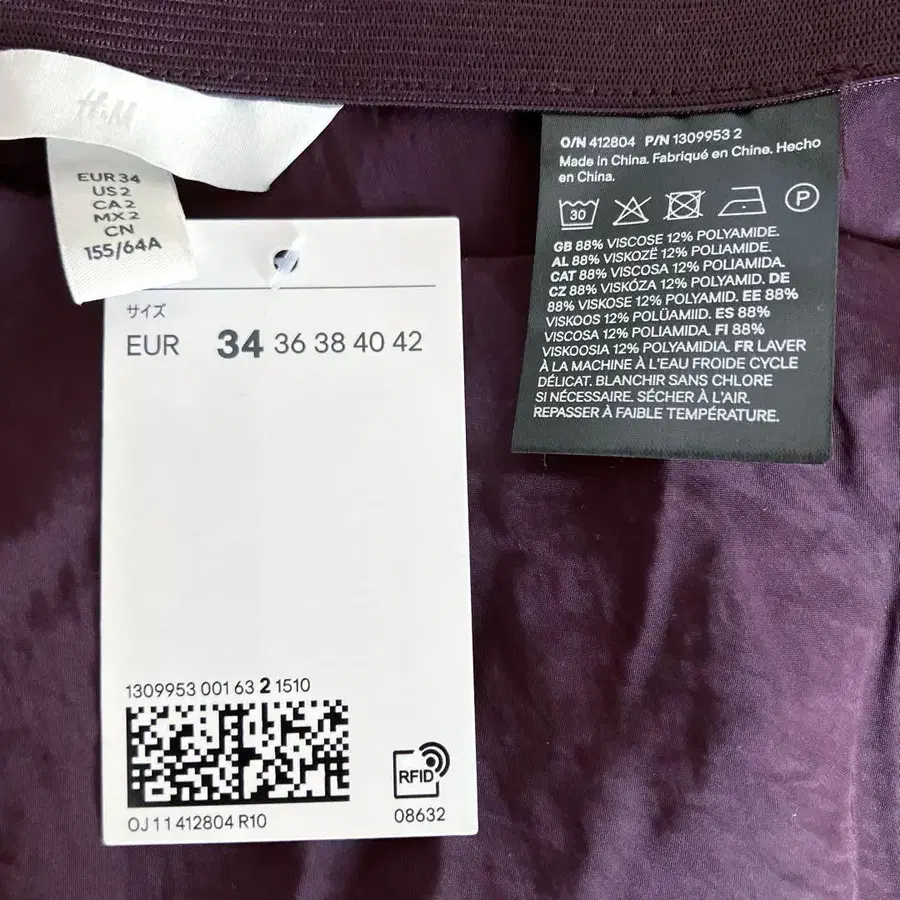 H&M
EUR 34
US 2
CA 2
MX 2
CN
155/64A
サイズ
EUR 34 36 38 40 42
1309953 001 63 2 1510
OJ 11 412804 R10
RFID
08632
O/N 412804 P/N 1309953 2
Made in China. Fabriqué en Chine. Hecho
en China.
30
P
GB 88% VISCOSE 12% POLYAMIDE.
AL 88% VISKOZË 12% POLIAMIDE.
CAT 88% VISCOSA 12% POLIAMIDA.
CZ 88% VISKÓZA 12% POLYAMID. DE
88% VISKOSE 12% POLYAMID. EE 88%
VISKOOS 12% POLÜAMIID. ES 88%
VISCOSA 12% POLIAMIDA. FI 88%
VISKOOSIA 12% POLYAMIDIA. FR LAVER
À LA MACHINE À L'EAU FROIDE CYCLE
DÉLICAT. BLANCHIR SANS CHLORE
SI NÉCESSAIRE. SÉCHER À L'AIR.
REPASSER À FAIBLE TEMPÉRATURE.